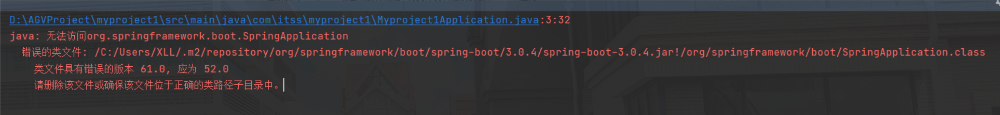 D:\AGVProject\myproject1\src\main\java\com\itss\myproject1\Myproject1Application.java:3:32
java: 无法访问org.springframework.boot.SpringApplication
错误的类文件: /C:/Users/XLL/.m2/repository/org/springframework/boot/spring-boot/3.0.4/spring-boot-3.0.4.jar!/org/springframework/boot/SpringApplication.class
类文件具有错误的版本 61.0, 应为 52.0
请删除该文件或确保该文件位于正确的类路径子目录中。